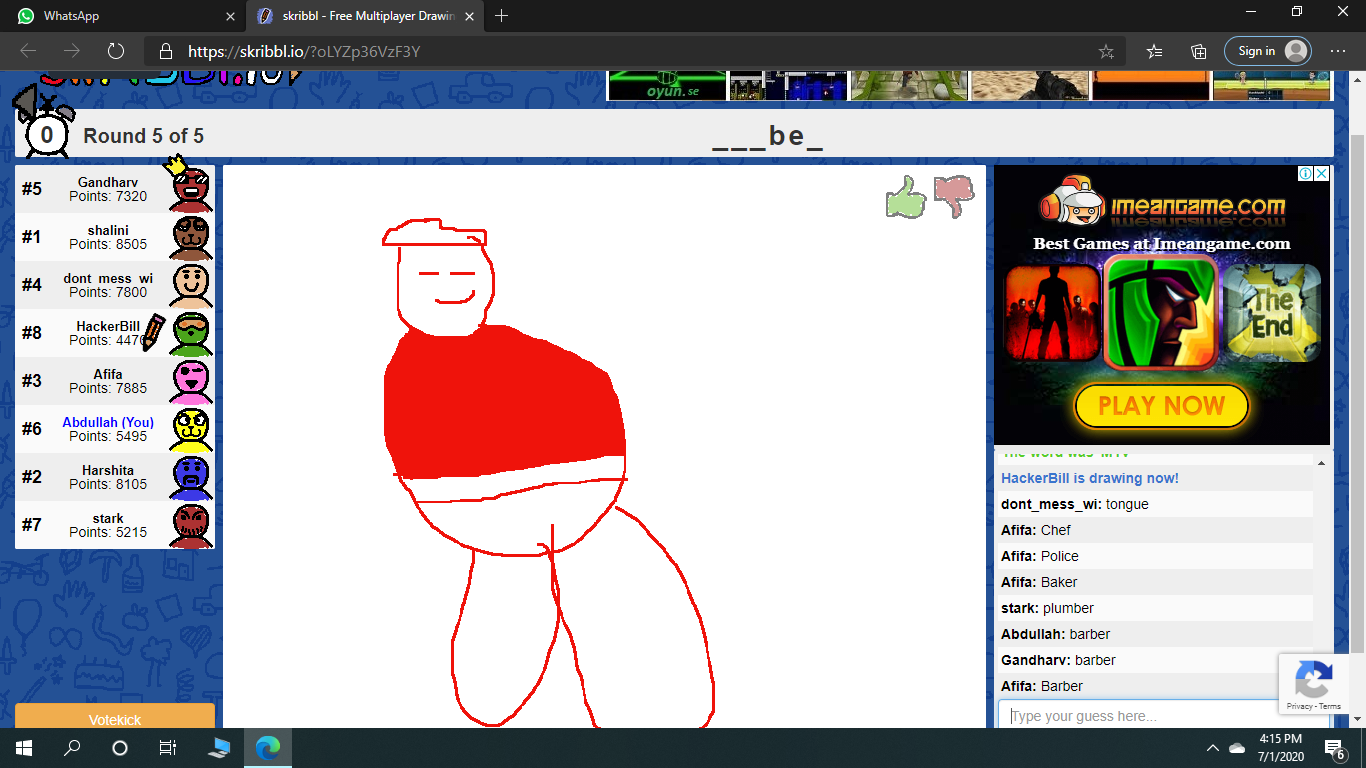 WhatsApp
skribbl - Free Multiplayer Drawin
https://skribbl.io/?oLYZp36VzF3Y
Sign in
oyun.se
0
Round 5 of 5
___be_
#5
Gandharv
Points: 7320
#1
shalini
Points: 8505
#4
dont_mess_wi
Points: 7800
#8
HackerBill
Points: 4470
#3
Afifa
Points: 7885
#6
Abdullah (You)
Points: 5495
#2
Harshita
Points: 8105
#7
stark
Points: 5215
Votekick
imeangame.com
Best Games at Imeangame.com
The
End
PLAY NOW
The word was 'MTV'
HackerBill is drawing now!
dont_mess_wi: tongue
Afifa: Chef
Afifa: Police
Afifa: Baker
stark: plumber
Abdullah: barber
Gandharv: barber
Afifa: Barber
Type your guess here...
Privacy - Terms
4:15 PM
7/1/2020
6